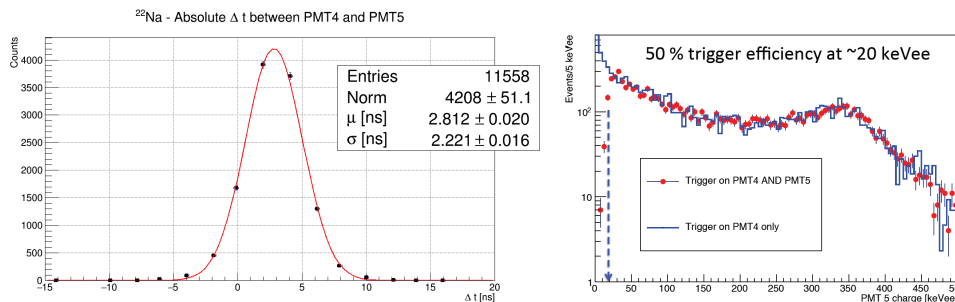 ²²Na - Absolute Δ t between PMT4 and PMT5
Counts
4000
3500
3000
2500
2000
1500
1000
500
0
−15
−10
−5
0
5
10
15
20
Δ t [ns]
Entries 11558
Norm 4208 ± 51.1
μ [ns] 2.812 ± 0.020
σ [ns] 2.221 ± 0.016
50 % trigger efficiency at ~20 keVee
Events/5 keVee
10²
10
1
Trigger on PMT4 AND PMT5
Trigger on PMT4 only
0 50 100 150 200 250 300 350 400 450 500
PMT 5 charge [keVee]